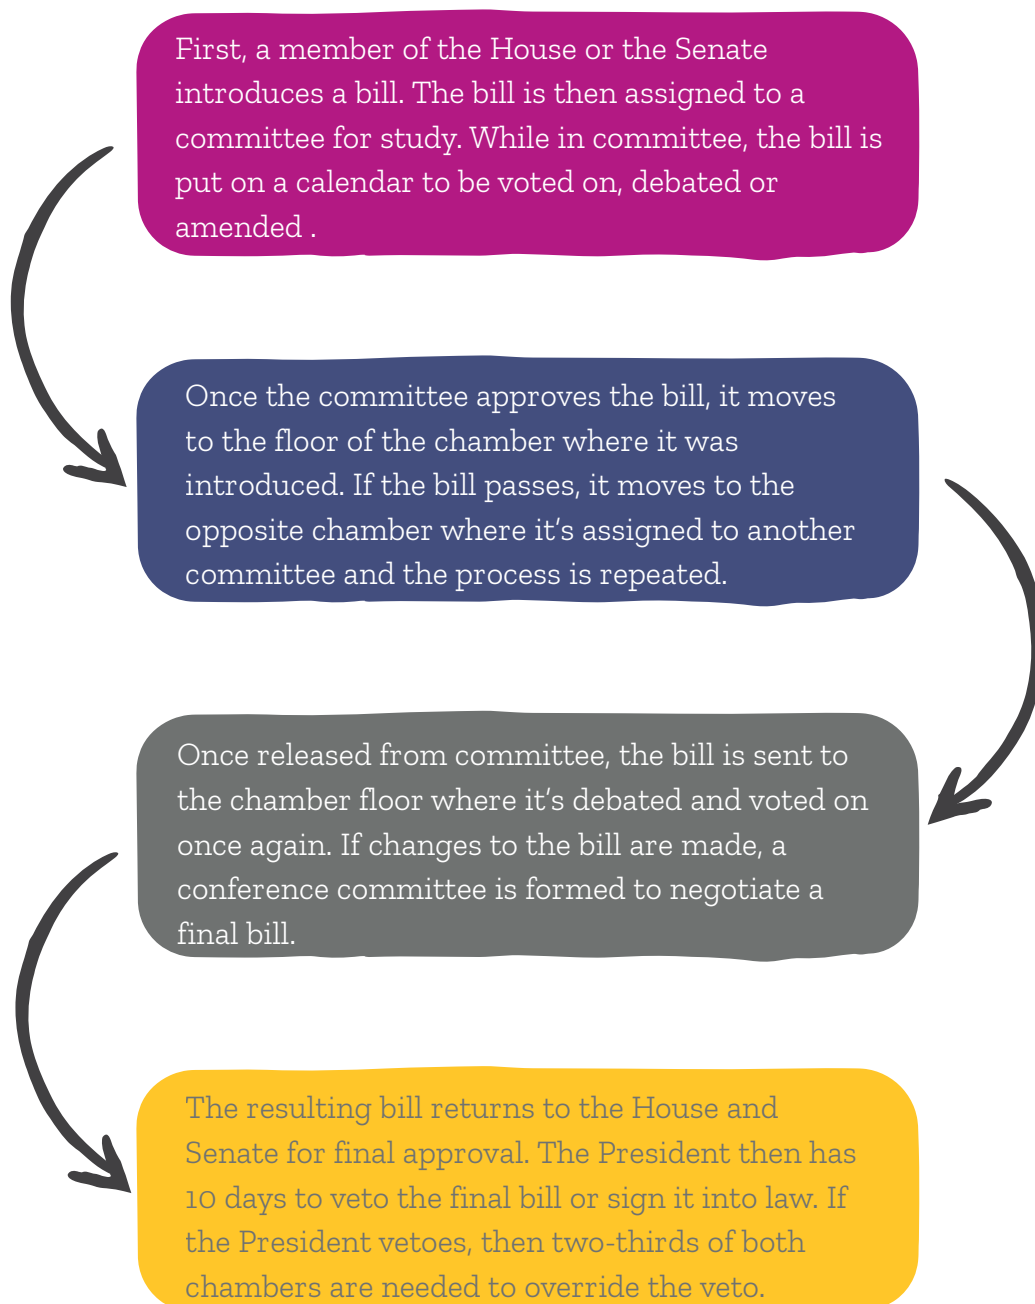 First, a member of the House or the Senate
introduces a bill. The bill is then assigned to a
committee for study. While in committee, the bill is
put on a calendar to be voted on, debated or
amended .
Once the committee approves the bill, it moves
to the floor of the chamber where it was
introduced. If the bill passes, it moves to the
opposite chamber where it’s assigned to another
committee and the process is repeated.
Once released from committee, the bill is sent to
the chamber floor where it’s debated and voted on
once again. If changes to the bill are made, a
conference committee is formed to negotiate a
final bill.
The resulting bill returns to the House and
Senate for final approval. The President then has
10 days to veto the final bill or sign it into law. If
the President vetoes, then two-thirds of both
chambers are needed to override the veto.